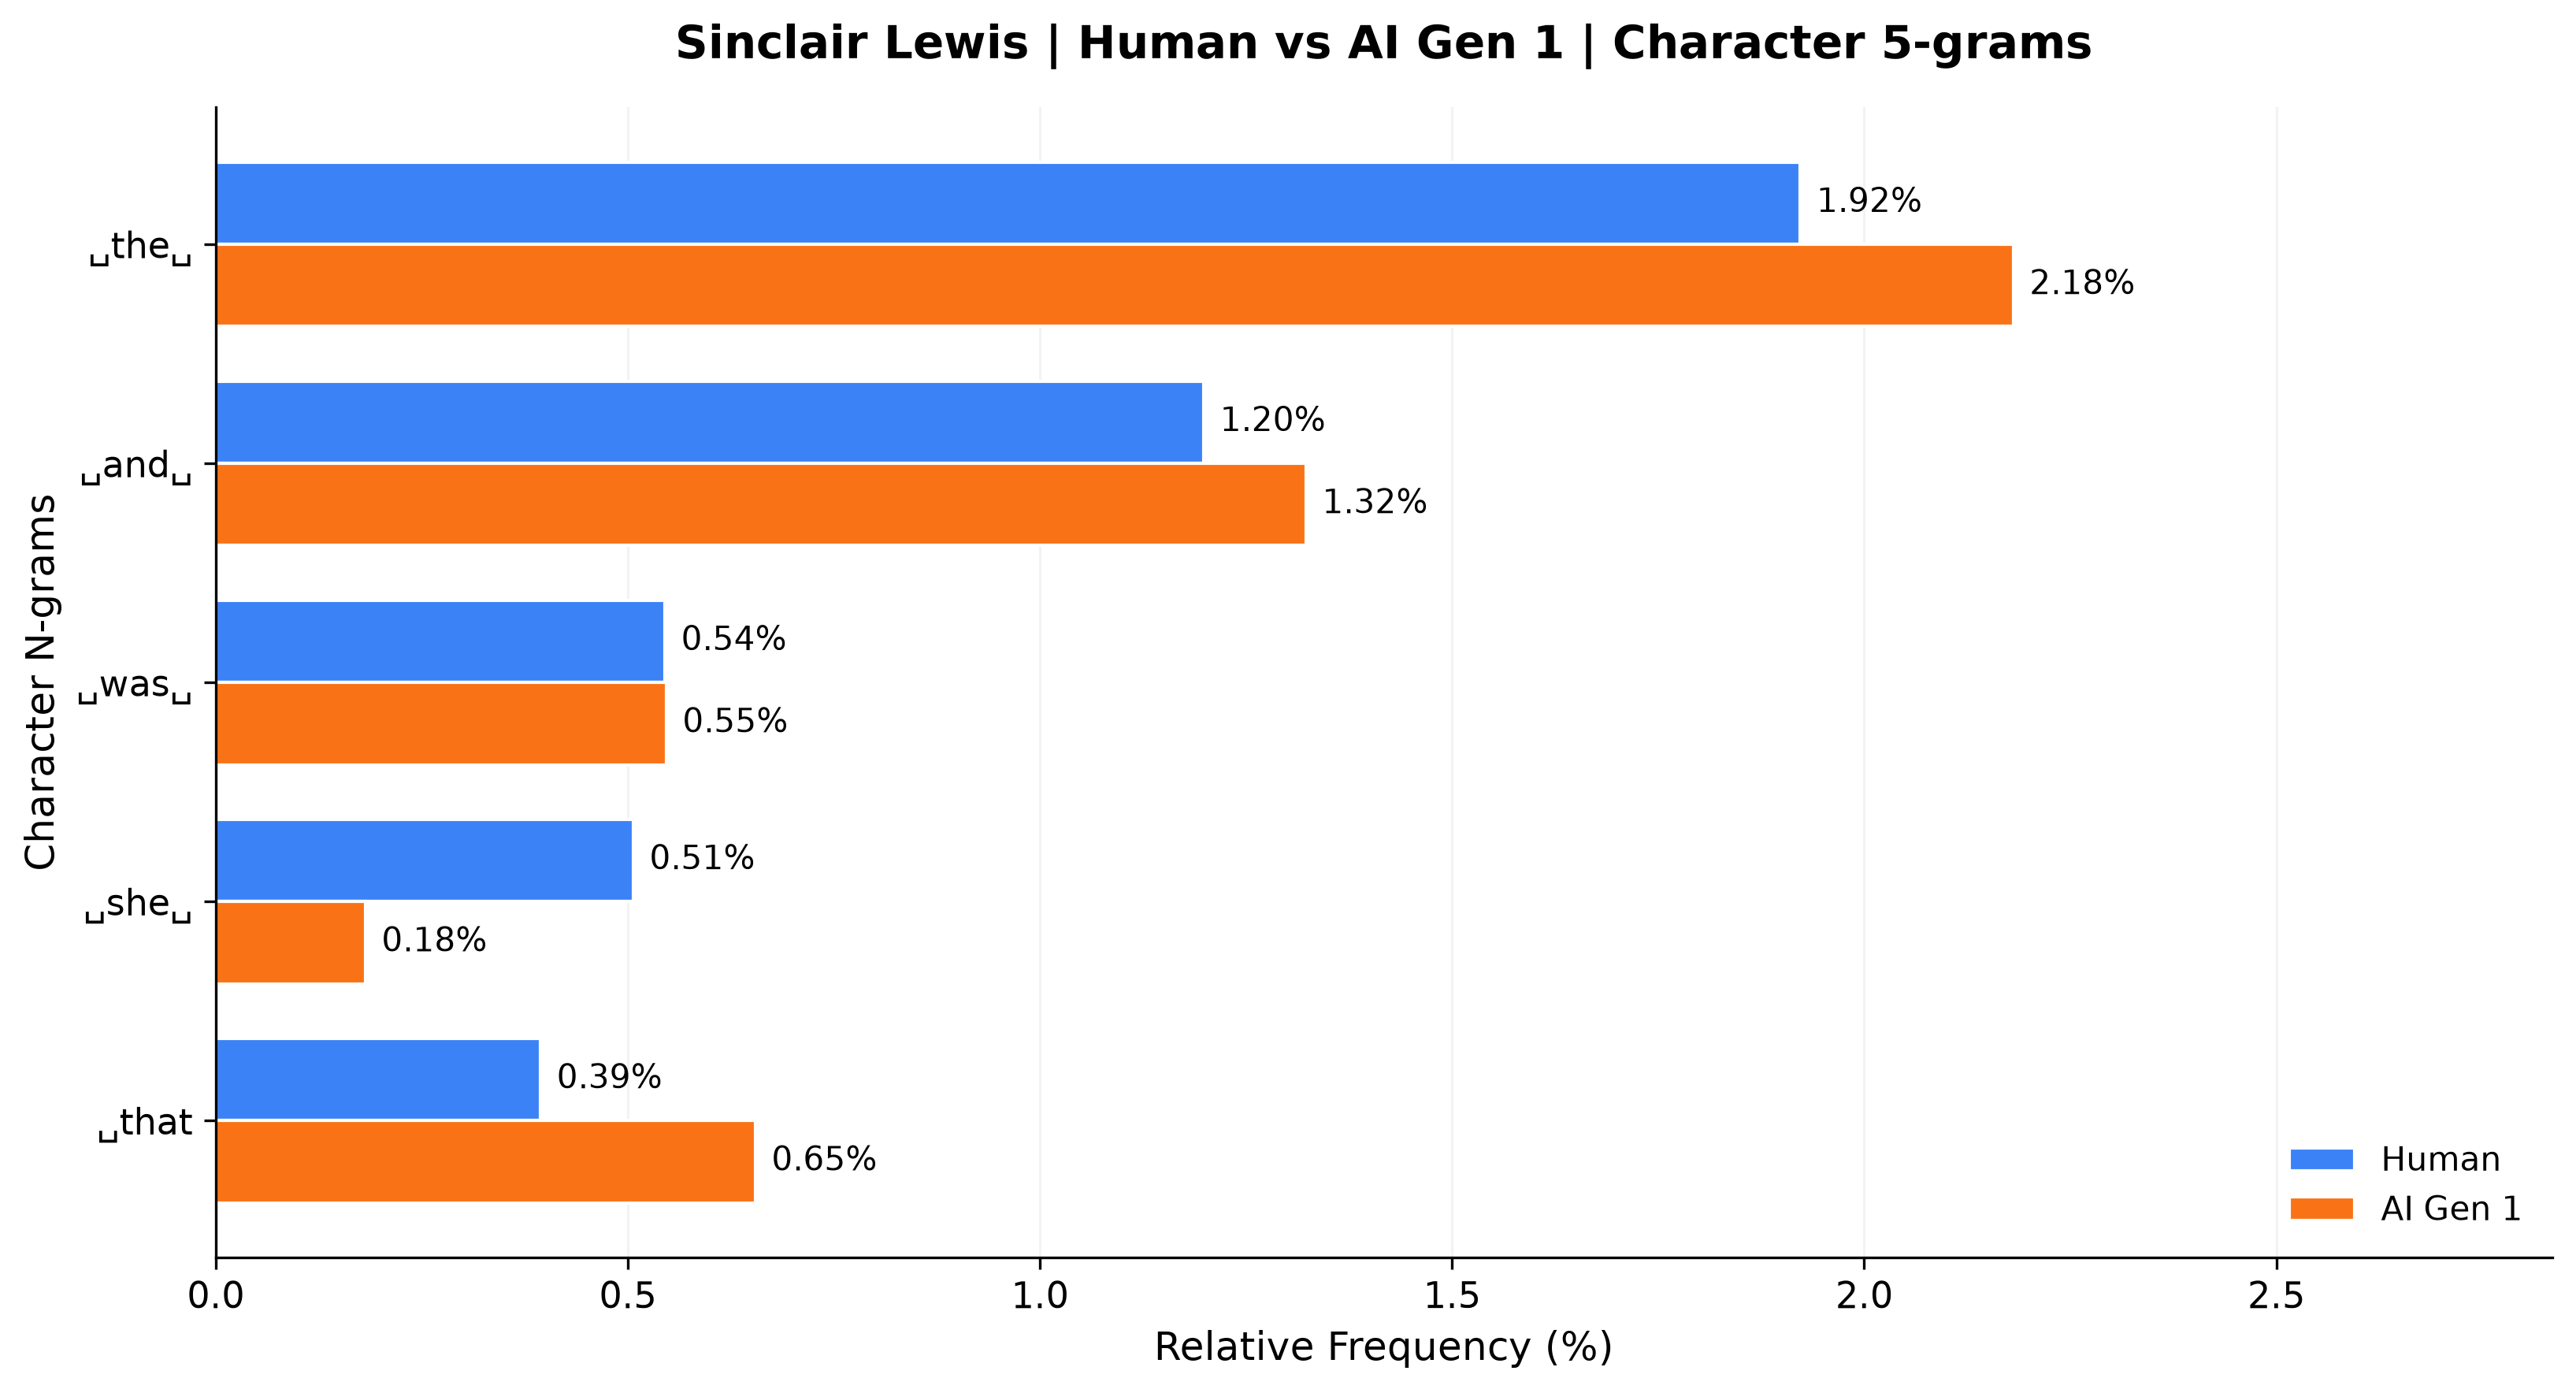 Sinclair Lewis | Human vs AI Gen 1 | Character 5-grams
Character N-grams
␣the␣
1.92%
2.18%
␣and␣
1.20%
1.32%
␣was␣
0.54%
0.55%
␣she␣
0.51%
0.18%
␣that
0.39%
0.65%
Human
AI Gen 1
0.0 0.5 1.0 1.5 2.0 2.5
Relative Frequency (%)